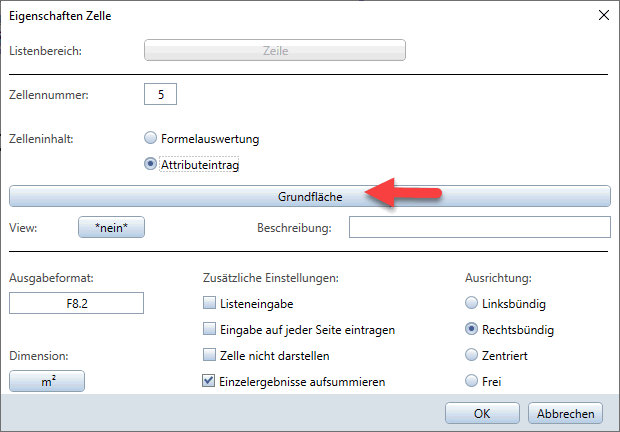 Eigenschaften Zelle
Listenbereich: Zeile
Zellennummer: 5
Zelleninhalt: Formelauswertung
Attributeintrag
Grundfläche
View: *nein* Beschreibung:
Ausgabeformat: Zusätzliche Einstellungen: Ausrichtung:
F8.2 Listeneingabe Linksbündig
Eingabe auf jeder Seite eintragen Rechtsbündig
Dimension: Zelle nicht darstellen Zentriert
m² Einzelergebnisse aufsummieren Frei
OK Abbrechen